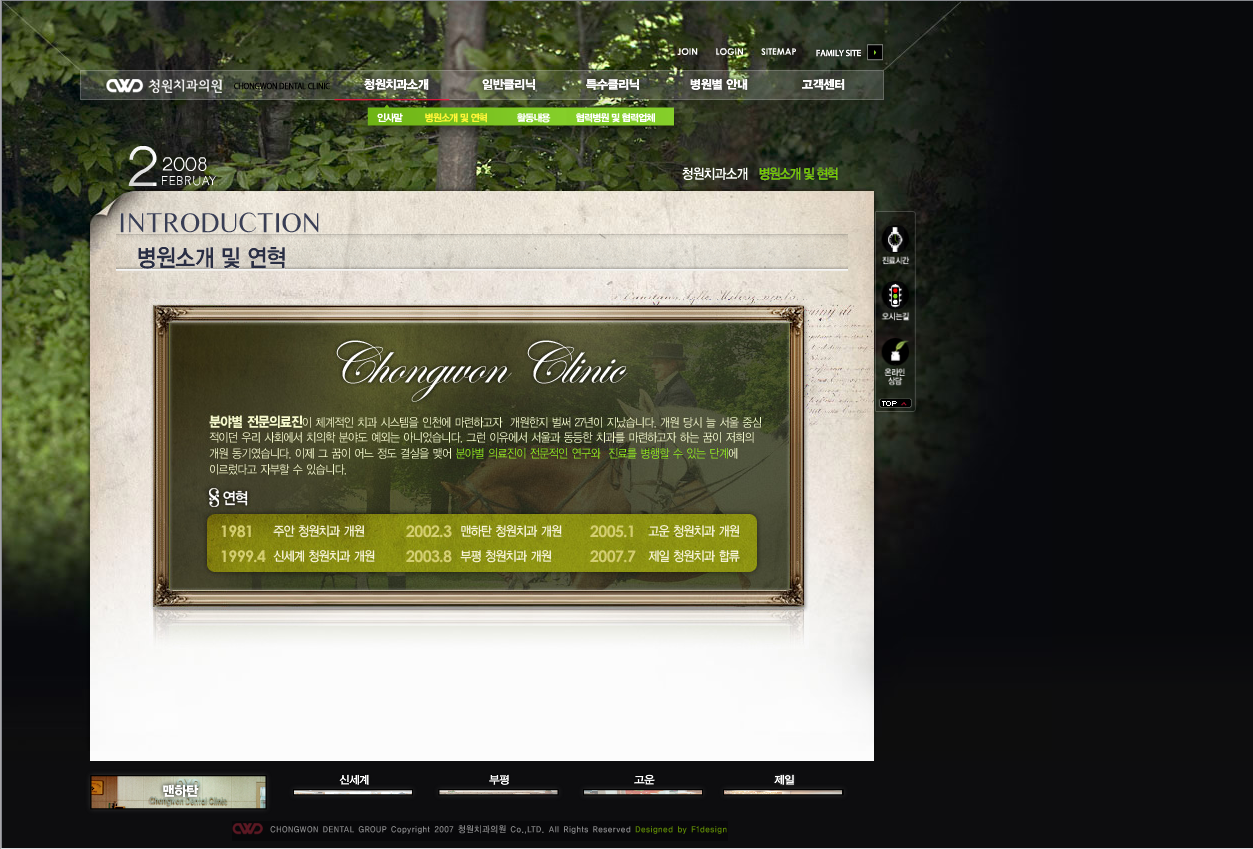 JOIN LOGIN SITEMAP FAMILY SITE
CWD 청원치과의원 CHONGWON DENTAL CLINIC 청원치과소개 일반클리닉 특수클리닉 병원별 안내 고객센터
인사말 병원소개 및 연혁 활동내용 협력병원 및 협력업체
2 2008
FEBRUAY
청원치과소개 병원소개 및 현혁
INTRODUCTION
병원소개 및 연혁
진료시간
오시는길
온라인
상담
TOP
Chongwon Clinic
분야별 전문의료진이 체계적인 치과 시스템을 인천에 마련하고자 개원한지 벌써 27년이 지났습니다. 개원 당시 늘 서울 중심
적이던 우리 사회에서 치의학 분야도 예외는 아니었습니다. 그런 이유에서 서울과 동등한 치과를 마련하고자 하는 꿈이 저희의
개원 동기였습니다. 이제 그 꿈이 어느 정도 결실을 맺어 분야별 의료진이 전문적인 연구와 진료를 병행할 수 있는 단계에
이르렀다고 자부할 수 있습니다.
연혁
1981 주안 청원치과 개원 2002.3 맨하탄 청원치과 개원 2005.1 고운 청원치과 개원
1999.4 신세계 청원치과 개원 2003.8 부평 청원치과 개원 2007.7 제일 청원치과 합류
맨하탄 신세계 부평 고운 제일
Chongwon Dental Clinic
CWD CHONGWON DENTAL GROUP Copyright 2007 청원치과의원 Co.,LTD. All Rights Reserved Designed by F1design